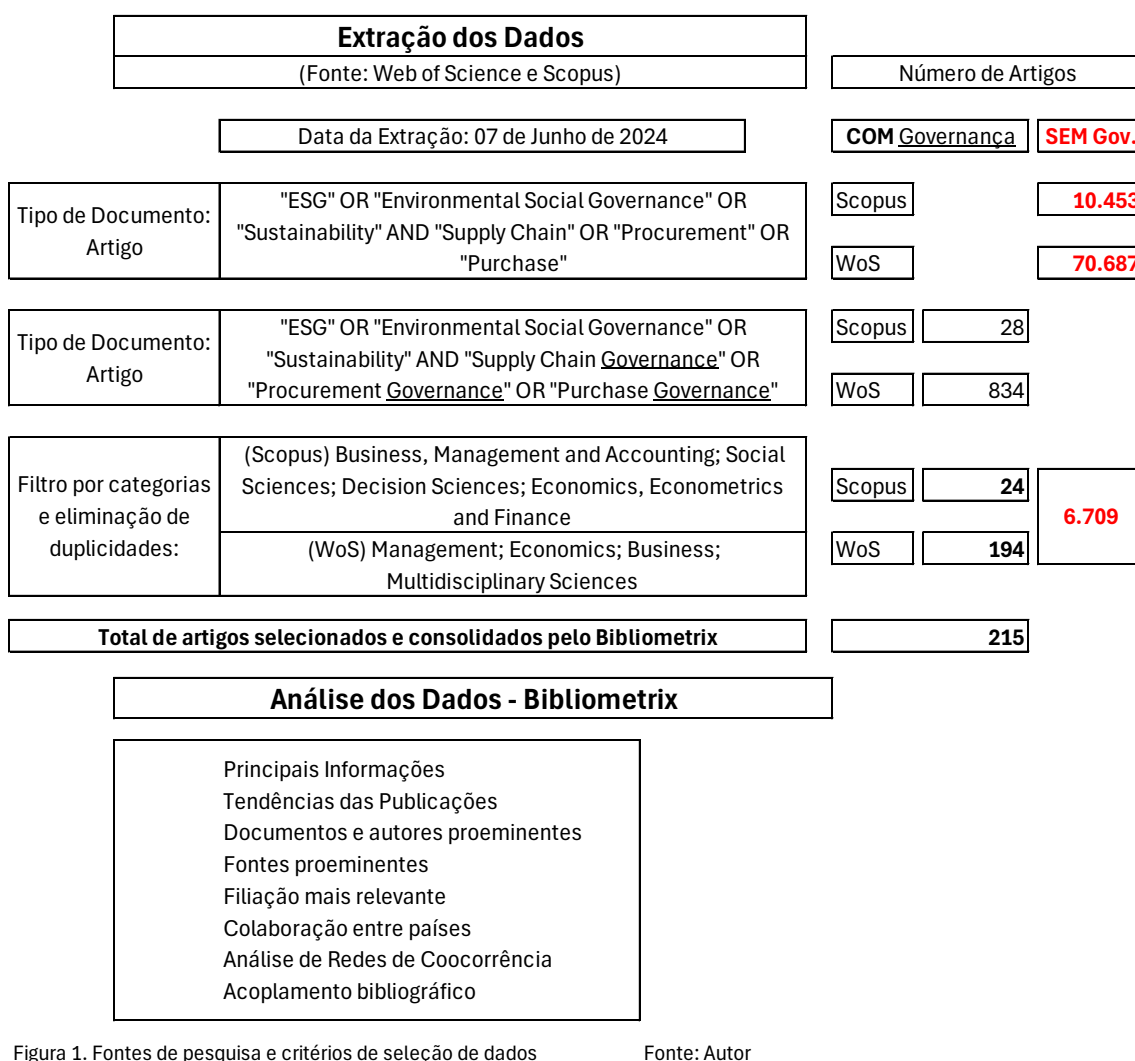 Extração dos Dados
(Fonte: Web of Science e Scopus)
Número de Artigos
Data da Extração: 07 de Junho de 2024
COM Governança
SEM Gov.
Tipo de Documento:
Artigo
"ESG" OR "Environmental Social Governance" OR
"Sustainability" AND "Supply Chain" OR "Procurement" OR
"Purchase"
Scopus
10.453
WoS
70.687
Tipo de Documento:
Artigo
"ESG" OR "Environmental Social Governance" OR
"Sustainability" AND "Supply Chain Governance" OR
"Procurement Governance" OR "Purchase Governance"
Scopus
28
WoS
834
Filtro por categorias
e eliminação de
duplicidades:
(Scopus) Business, Management and Accounting; Social
Sciences; Decision Sciences; Economics, Econometrics
and Finance
(WoS) Management; Economics; Business;
Multidisciplinary Sciences
Scopus
24
WoS
194
6.709
Total de artigos selecionados e consolidados pelo Bibliometrix
215
Análise dos Dados - Bibliometrix
Principais Informações
Tendências das Publicações
Documentos e autores proeminentes
Fontes proeminentes
Filiação mais relevante
Colaboração entre países
Análise de Redes de Coocorrência
Acoplamento bibliográfico
Figura 1. Fontes de pesquisa e critérios de seleção de dados
Fonte: Autor